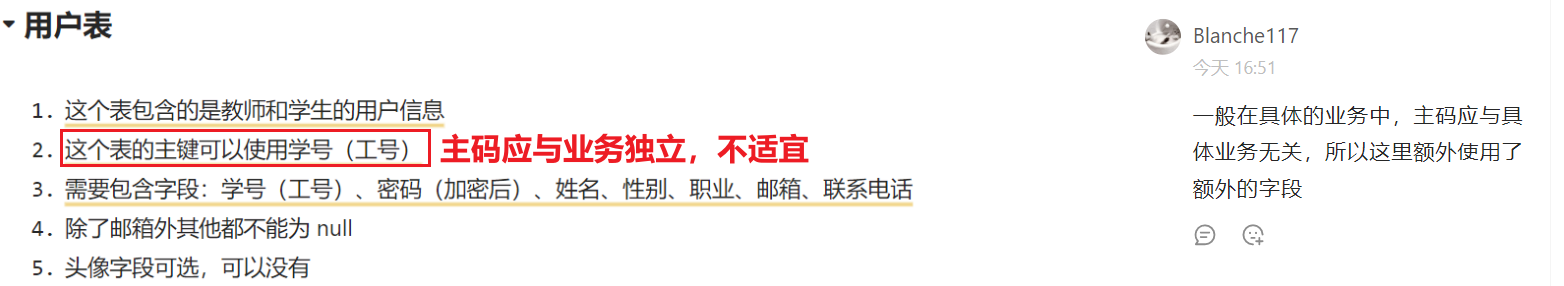 用户表
1. 这个表包含的是教师和学生的用户信息
2. 这个表的主键可以使用学号（工号） 主码应与业务独立，不适宜
3. 需要包含字段：学号（工号）、密码（加密后）、姓名、性别、职业、邮箱、联系电话
4. 除了邮箱外其他都不能为 null
5. 头像字段可选，可以没有
Blanche117
今天 16:51
一般在具体的业务中，主码应与具
体业务无关，所以这里额外使用了
额外的字段